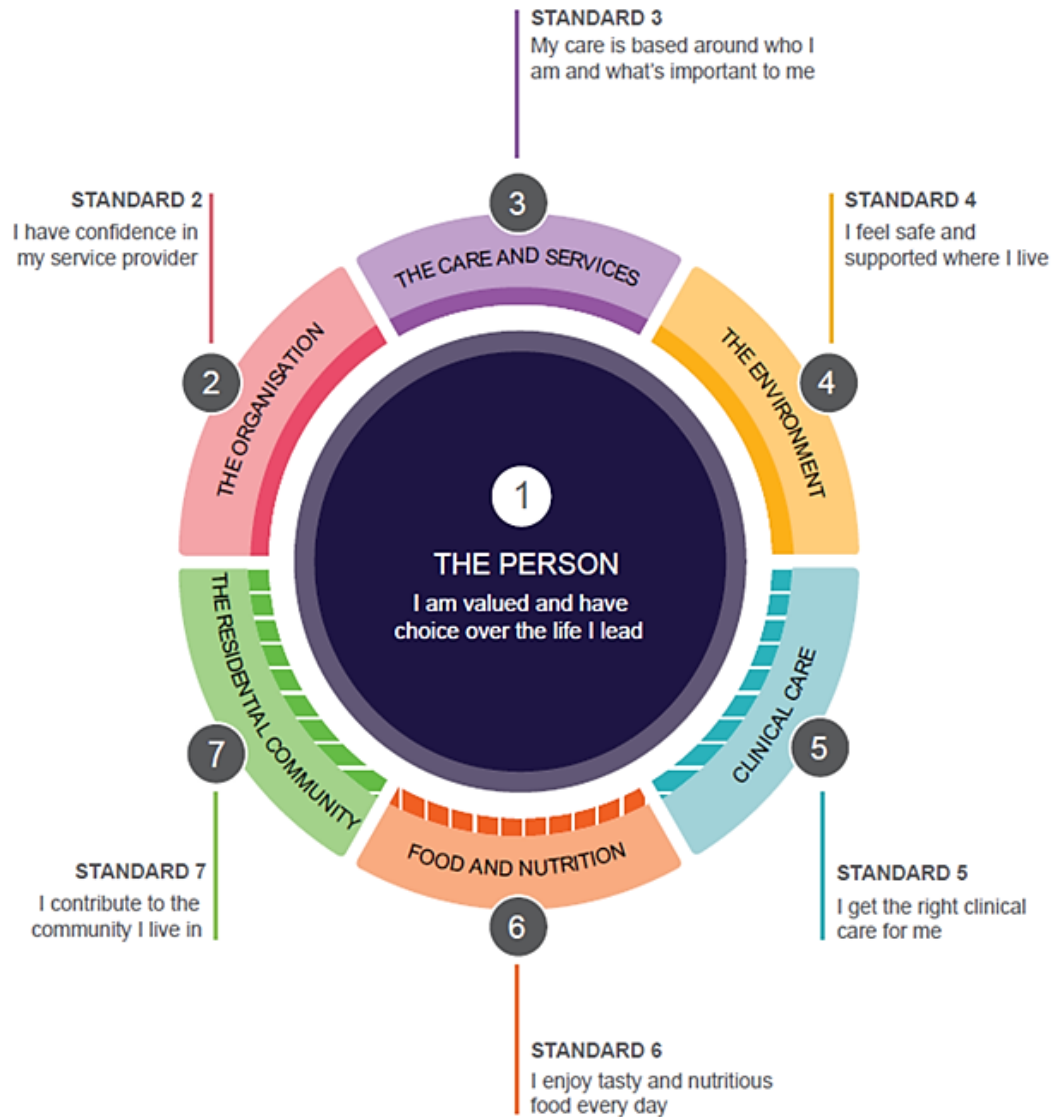 STANDARD 3
My care is based around who I
am and what's important to me
3
THE CARE AND SERVICES
STANDARD 2
I have confidence in
my service provider
2
THE ORGANISATION
STANDARD 4
I feel safe and
supported where I live
4
THE ENVIRONMENT
1
THE PERSON
I am valued and have
choice over the life I lead
THE RESIDENTIAL COMMUNITY
7
STANDARD 7
I contribute to the
community I live in
CLINICAL CARE
5
STANDARD 5
I get the right clinical
care for me
FOOD AND NUTRITION
6
STANDARD 6
I enjoy tasty and nutritious
food every day